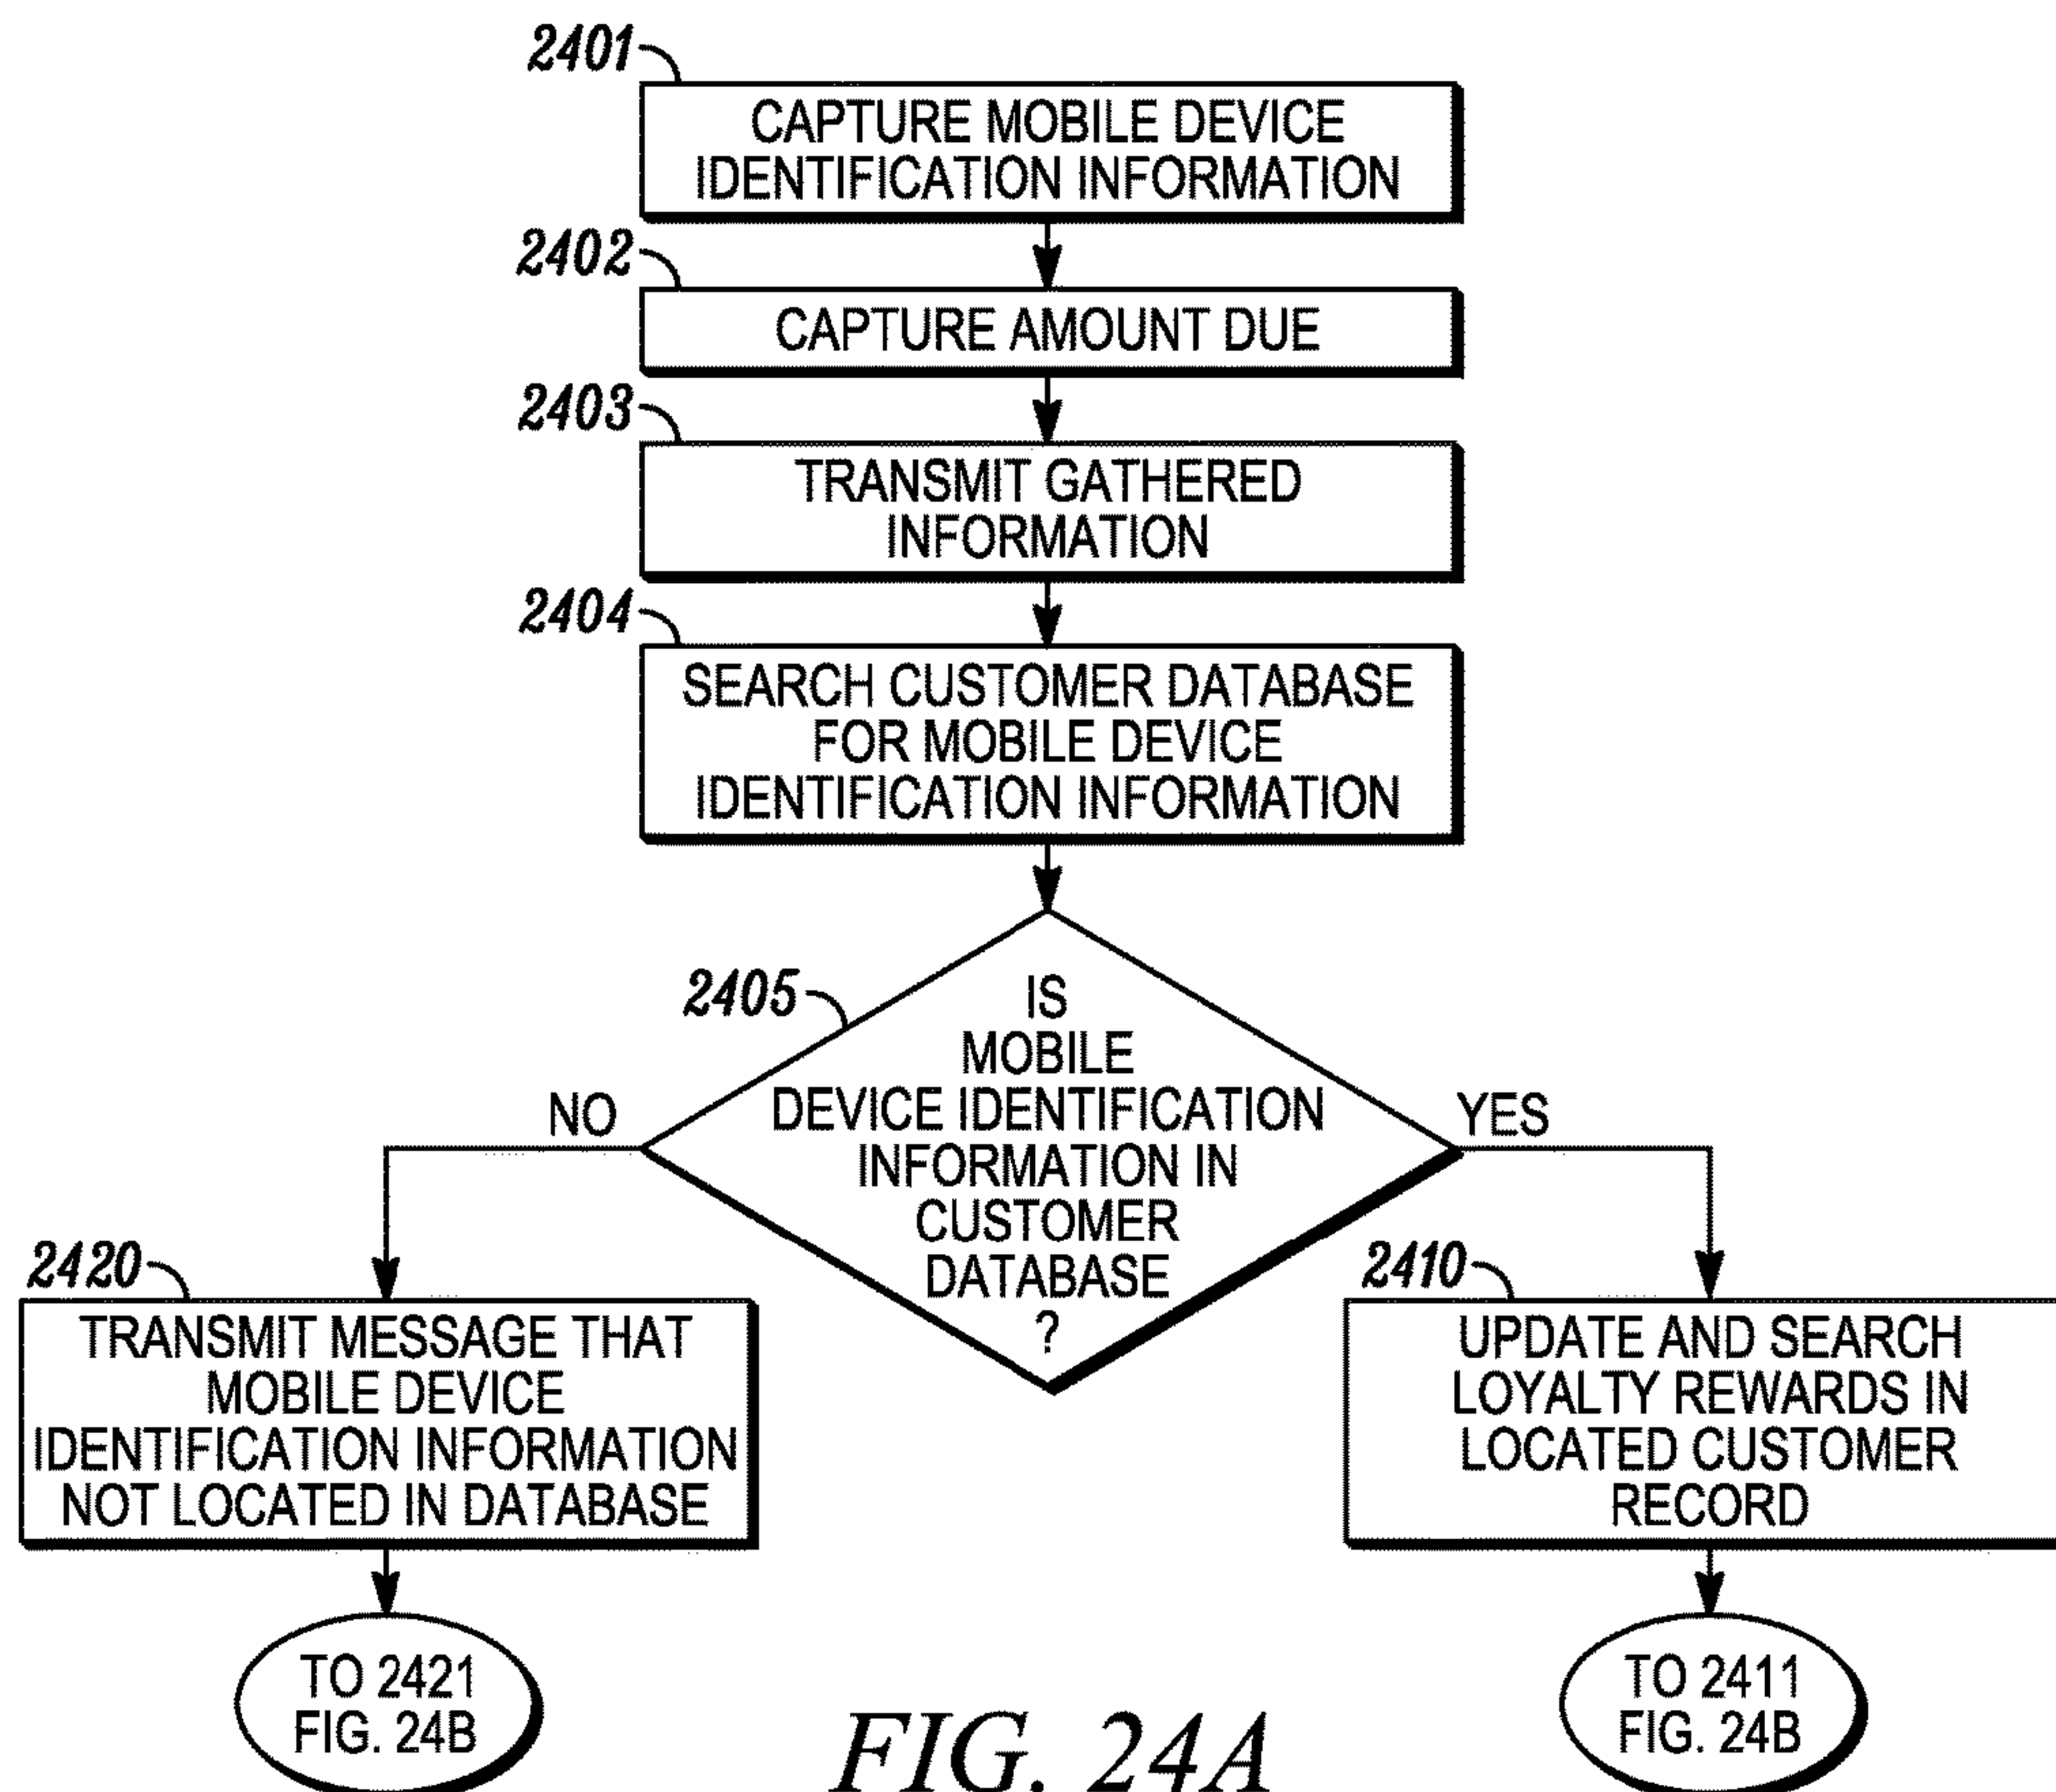 2401
CAPTURE MOBILE DEVICE
IDENTIFICATION INFORMATION
2402
CAPTURE AMOUNT DUE
2403
TRANSMIT GATHERED
INFORMATION
2404
SEARCH CUSTOMER DATABASE
FOR MOBILE DEVICE
IDENTIFICATION INFORMATION
2405
IS
MOBILE
DEVICE IDENTIFICATION
INFORMATION IN
CUSTOMER
DATABASE
?
NO
YES
2420
TRANSMIT MESSAGE THAT
MOBILE DEVICE
IDENTIFICATION INFORMATION
NOT LOCATED IN DATABASE
2410
UPDATE AND SEARCH
LOYALTY REWARDS IN
LOCATED CUSTOMER
RECORD
TO 2421
FIG. 24B
TO 2411
FIG. 24B
FIG. 24A